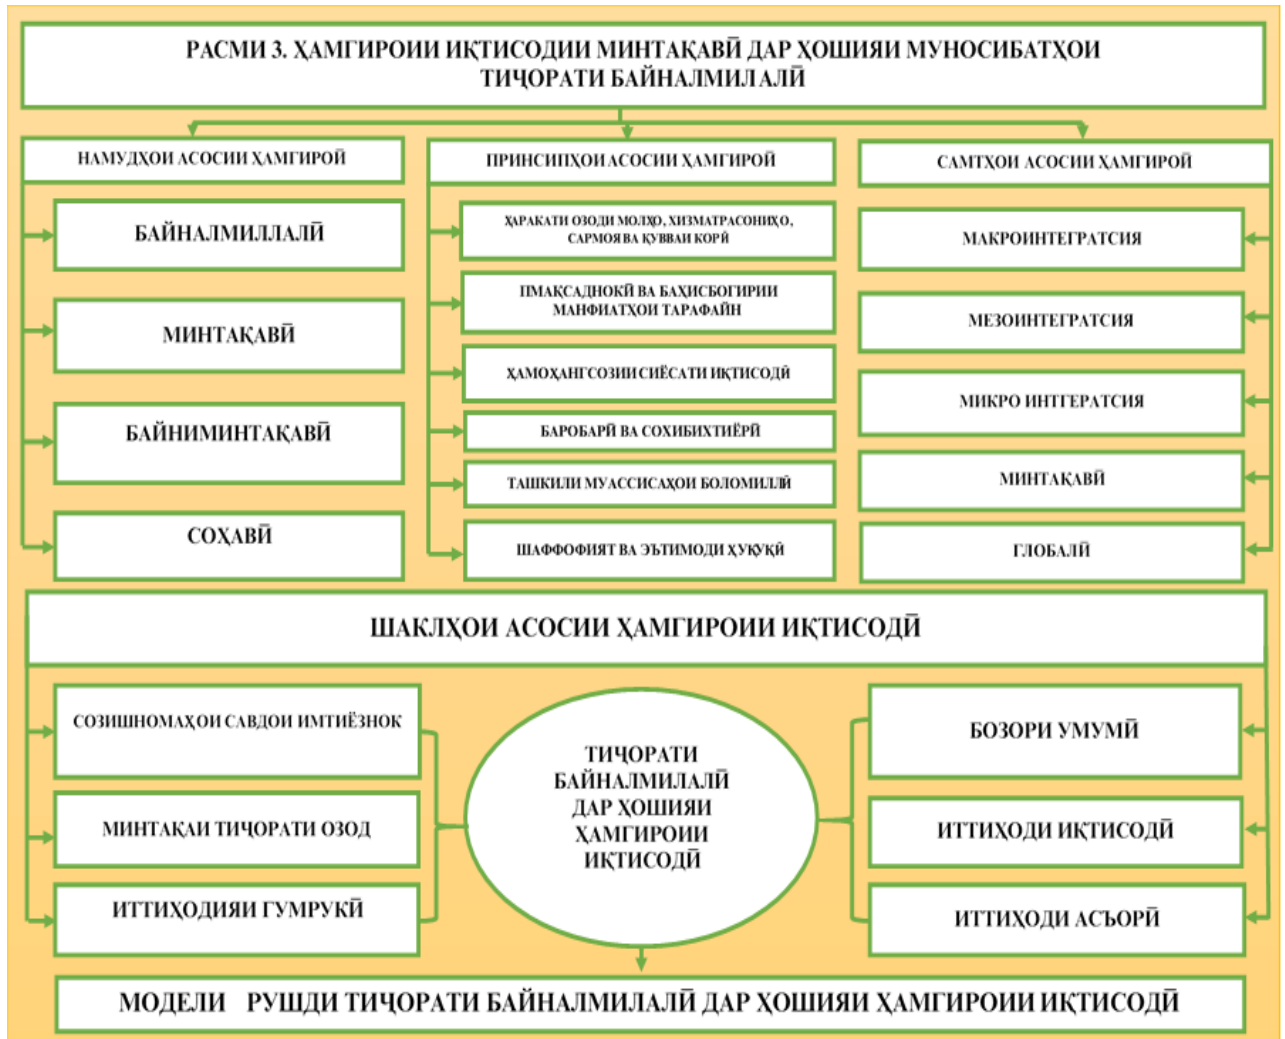 РАСМИ 3. ҲАМГИРОИИ ИҚТИСОДИИ МИНТАҚАВӢ ДАР ҲОШИЯИ МУНОСИБАТҲОИ
ТИҶОРАТИ БАЙНАЛМИЛАЛӢ
НАМУДҲОИ АСОСИИ ҲАМГИРОӢ
БАЙНАЛМИЛЛАЛӢ
МИНТАҚАВӢ
БАЙНИМИНТАҚАВӢ
СОҲАВӢ
ПРИНСИПҲОИ АСОСИИ ҲАМГИРОӢ
ҲАРАКАТИ ОЗОДИ МОЛҲО, ХИЗМАТРАСОНИҲО,
САРМОЯ ВА ҚУВВАИ КОРӢ
ПМАҚСАДНОКӢ ВА БАҲИСБОГИРИИ
МАНФИАТҲОИ ТАРАФАЙН
ҲАМОҲАНГСОЗИИ СИЁСАТИ ИҚТИСОДӢ
БАРОБАРӢ ВА СОХИБИХТИЁРӢ
ТАШКИЛИ МУАССИСАҲОИ БОЛОМИЛЛӢ
ШАФФОФИЯТ ВА ЭЪТИМОДИ ҲУҚУҚӢ
САМТҲОИ АСОСИИ ҲАМГИРОӢ
МАКРОИНТЕГРАТСИЯ
МЕЗОИНТЕГРАТСИЯ
МИКРО ИНТГЕРАТСИЯ
МИНТАҚАВӢ
ГЛОБАЛӢ
ШАКЛҲОИ АСОСИИ ҲАМГИРОИИ ИҚТИСОДӢ
СОЗИШНОМАҲОИ САВДОИ ИМТИЁЗНОК
МИНТАҚАИ ТИҶОРАТИ ОЗОД
ИТТИҲОДИЯИ ГУМРУКӢ
ТИҶОРАТИ
БАЙНАЛМИЛАЛӢ
ДАР ҲОШИЯИ
ҲАМГИРОИИ
ИҚТИСОДӢ
БОЗОРИ УМУМӢ
ИТТИҲОДИ ИҚТИСОДӢ
ИТТИҲОДИ АСЪОРӢ
МОДЕЛИ РУШДИ ТИҶОРАТИ БАЙНАЛМИЛАЛӢ ДАР ҲОШИЯИ ҲАМГИРОИИ ИҚТИСОДӢ